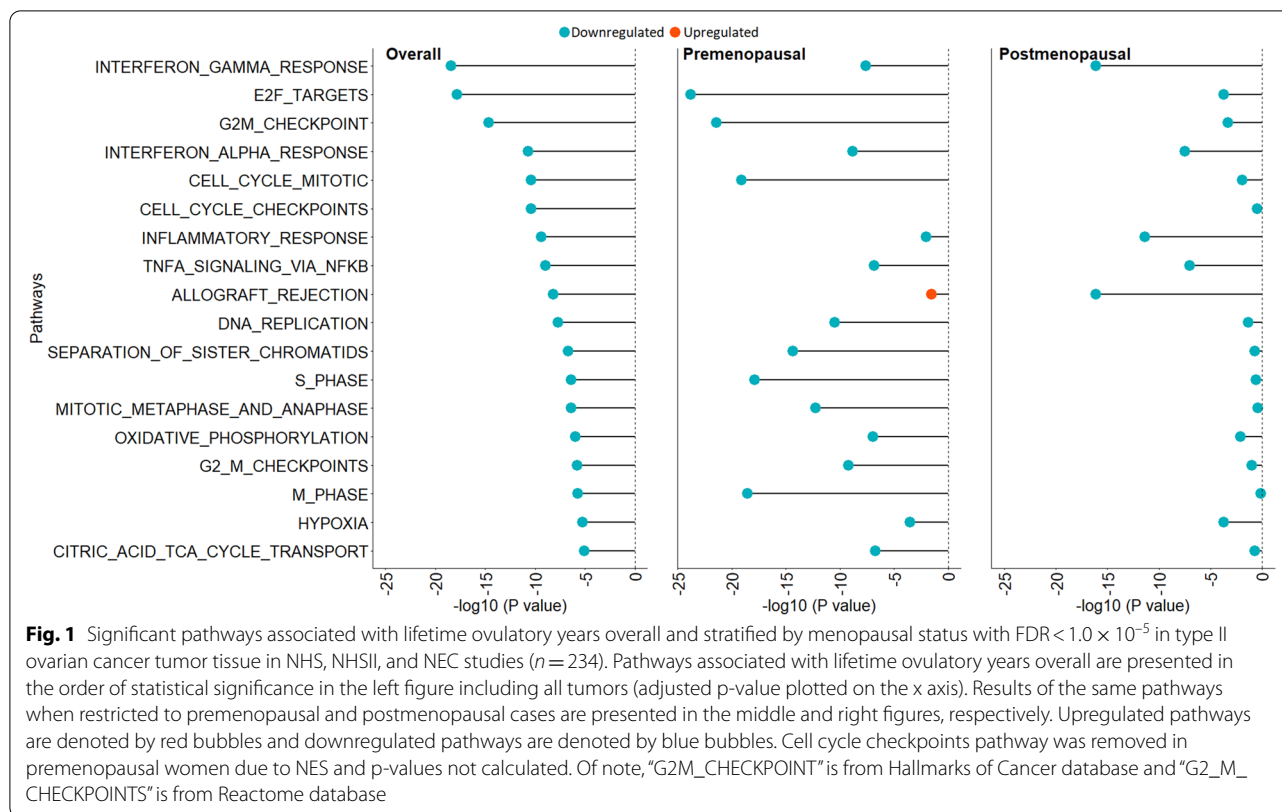 Downregulated Upregulated
Overall Premenopausal Postmenopausal
INTERFERON_GAMMA_RESPONSE
E2F_TARGETS
G2M_CHECKPOINT
INTERFERON_ALPHA_RESPONSE
CELL_CYCLE_MITOTIC
CELL_CYCLE_CHECKPOINTS
INFLAMMATORY_RESPONSE
TNFA_SIGNALING_VIA_NFKB
ALLOGRAFT_REJECTION
DNA_REPLICATION
SEPARATION_OF_SISTER_CHROMATIDS
S_PHASE
MITOTIC_METAPHASE_AND_ANAPHASE
OXIDATIVE_PHOSPHORYLATION
G2_M_CHECKPOINTS
M_PHASE
HYPOXIA
CITRIC_ACID_TCA_CYCLE_TRANSPORT
Pathways
-25 -20 -15 -10 -5 0 -25 -20 -15 -10 -5 0 -25 -20 -15 -10 -5 0
-log10 (P value) -log10 (P value) -log10 (P value)
Fig. 1 Significant pathways associated with lifetime ovulatory years overall and stratified by menopausal status with FDR < 1.0 × 10⁻⁵ in type II
ovarian cancer tumor tissue in NHS, NHSII, and NEC studies (n = 234). Pathways associated with lifetime ovulatory years overall are presented in
the order of statistical significance in the left figure including all tumors (adjusted p-value plotted on the x axis). Results of the same pathways
when restricted to premenopausal and postmenopausal cases are presented in the middle and right figures, respectively. Upregulated pathways
are denoted by red bubbles and downregulated pathways are denoted by blue bubbles. Cell cycle checkpoints pathway was removed in
premenopausal women due to NES and p-values not calculated. Of note, “G2M_CHECKPOINT” is from Hallmarks of Cancer database and “G2_M_
CHECKPOINTS” is from Reactome database